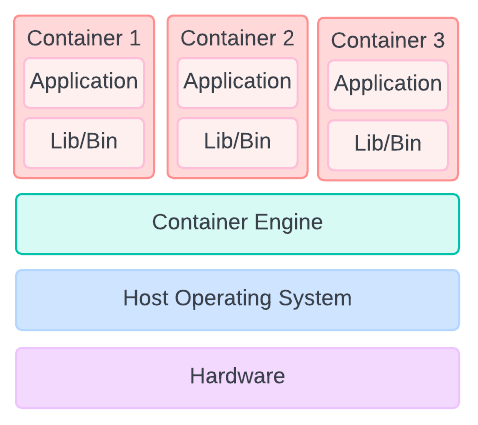 Container 1
Container 2
Container 3
Application
Application
Application
Lib/Bin
Lib/Bin
Lib/Bin
Container Engine
Host Operating System
Hardware